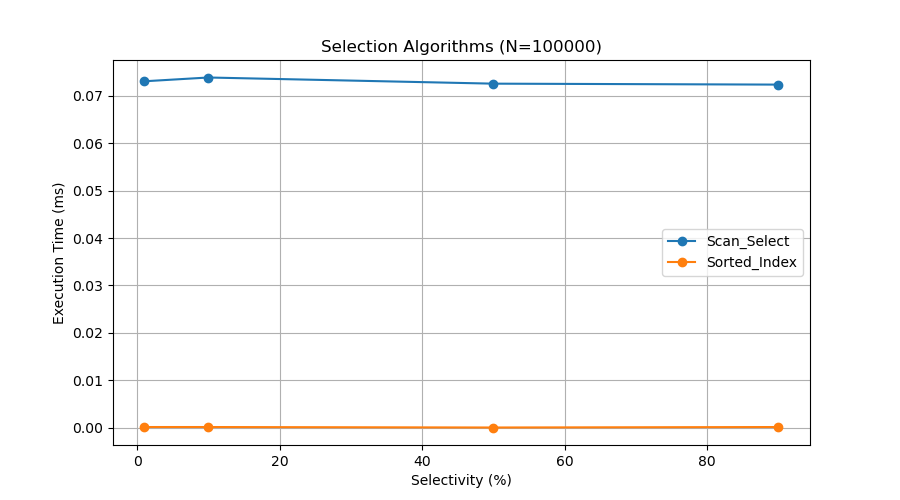 Selection Algorithms (N=100000)
Execution Time (ms)
0.07
0.06
0.05
0.04
0.03
0.02
0.01
0.00
Scan_Select
Sorted_Index
0 20 40 60 80
Selectivity (%)